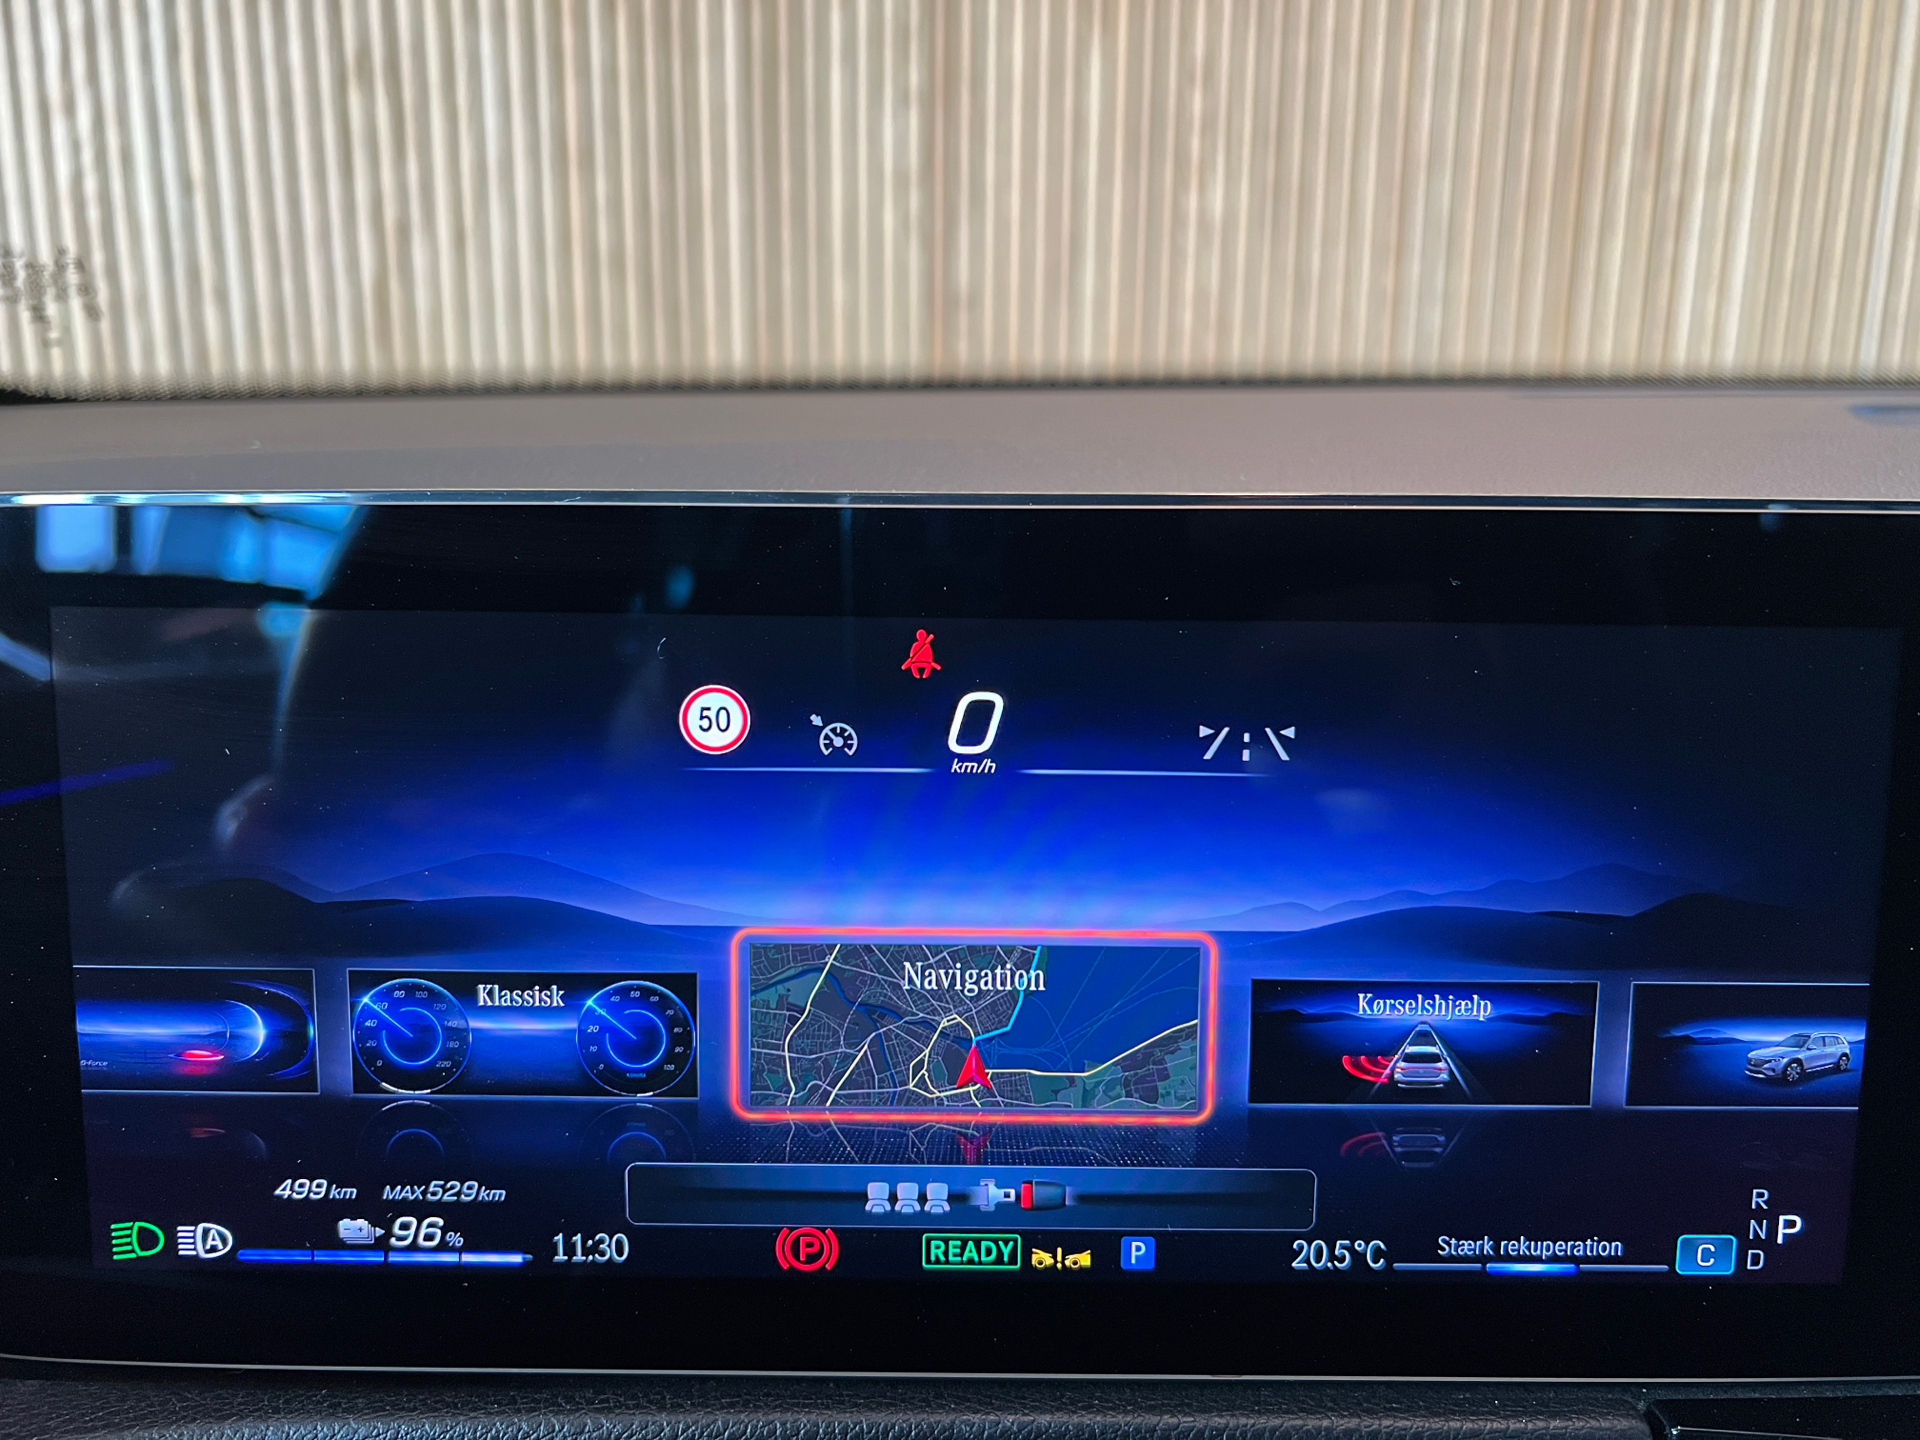 50
0
km/h
Klassisk
Navigation
Kørselshjælp
G-Force
499 km MAX 529 km
96 %
11:30
P
READY
P
20.5°C
Stærk rekuperation
C
R
N
D
P
A